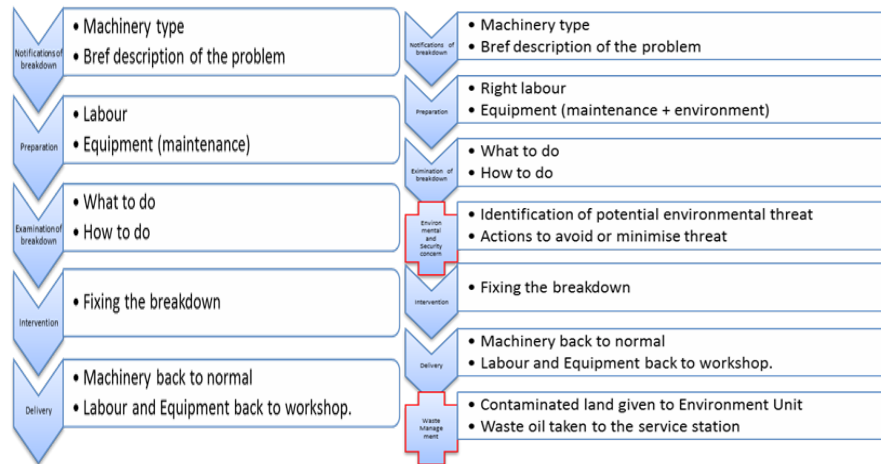 Notifications of
breakdown
• Machinery type
• Bref description of the problem
Preparation
• Labour
• Equipment (maintenance)
Examination of
breakdown
• What to do
• How to do
Intervention
• Fixing the breakdown
Delivery
• Machinery back to normal
• Labour and Equipment back to workshop.
Notifications of
breakdown
• Machinery type
• Bref description of the problem
Preparation
• Right labour
• Equipment (maintenance + environment)
Eximination of
breakdown
• What to do
• How to do
Environ
mental
and
Security
concern
• Identification of potential environmental threat
• Actions to avoid or minimise threat
Intervention
• Fixing the breakdown
Delivery
• Machinery back to normal
• Labour and Equipment back to workshop.
Waste
Manage
ment
• Contaminated land given to Environment Unit
• Waste oil taken to the service station